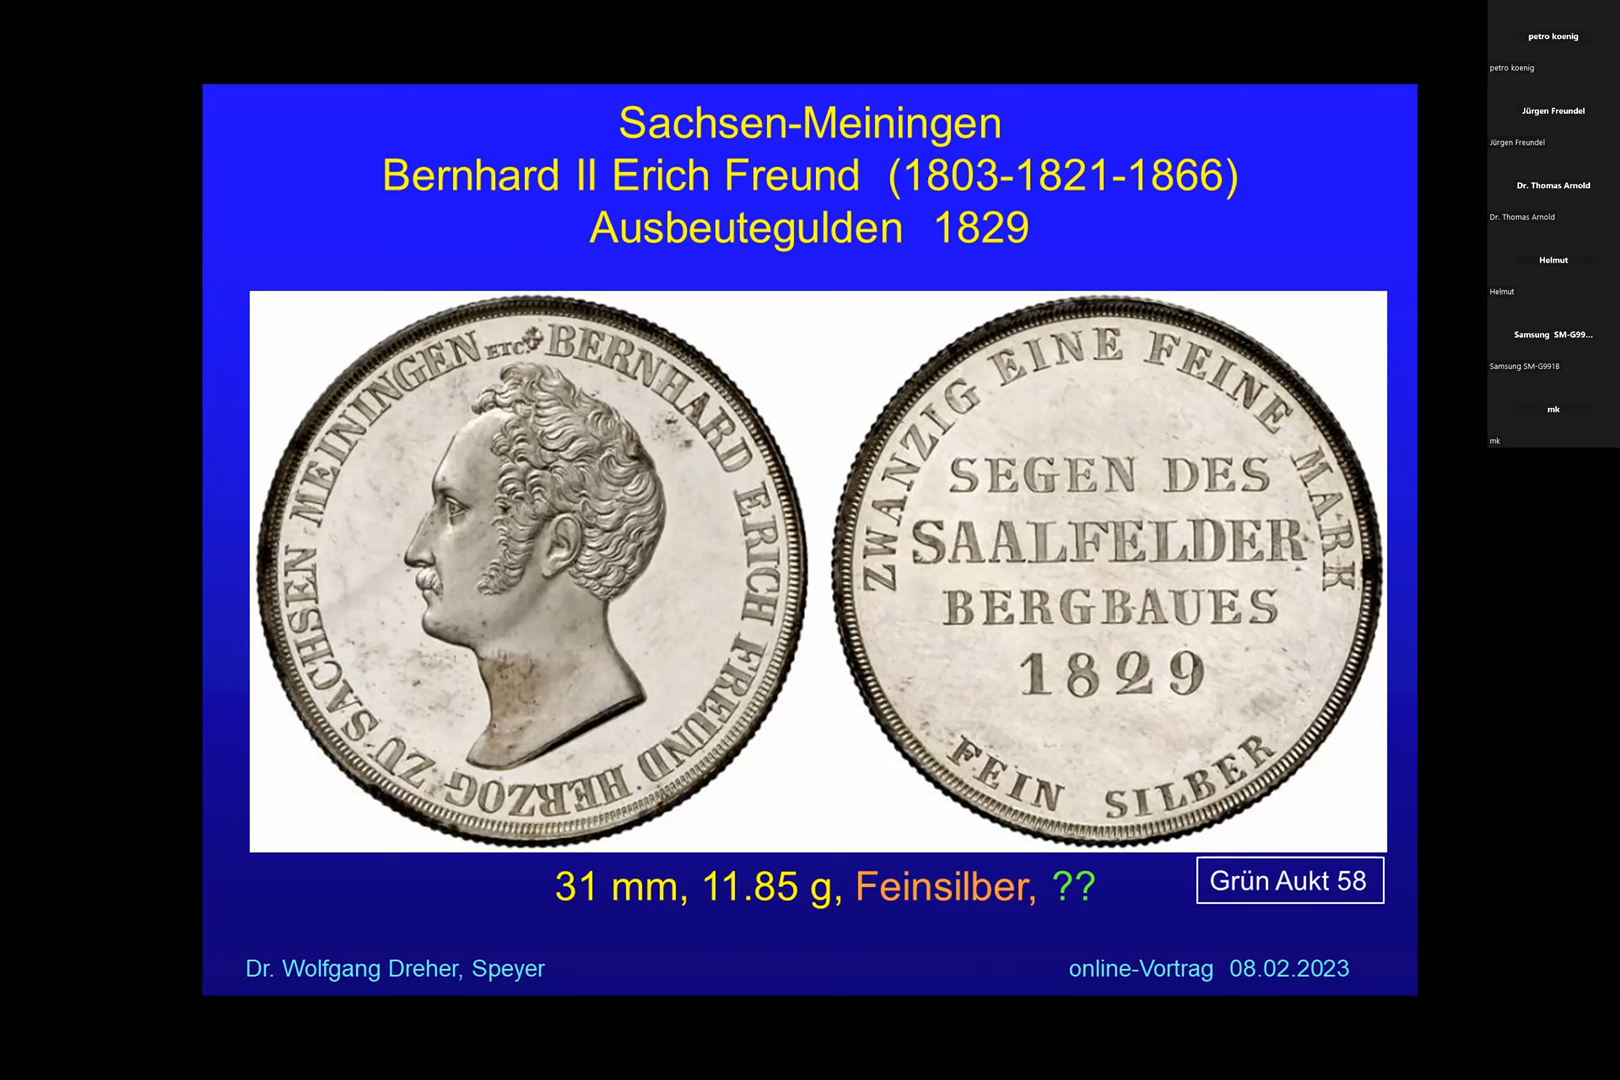 Sachsen-Meiningen
Bernhard II Erich Freund (1803-1821-1866)
Ausbeutegulden 1829
BERNHARD ERICH FREUND HERZOG ZU SACHSEN MEININGEN ETC.
ZWANZIG EINE FEINE MARK
SEGEN DES
SAALFELDER
BERGBAUES
1829
FEIN SILBER
31 mm, 11.85 g, Feinsilber, ??
Grün Aukt 58
Dr. Wolfgang Dreher, Speyer
online-Vortrag 08.02.2023
petro koenig
petro koenig
Jürgen Freundel
Jürgen Freundel
Dr. Thomas Arnold
Dr. Thomas Arnold
Helmut
Helmut
Samsung SM-G99...
Samsung SM-G991B
mk
mk